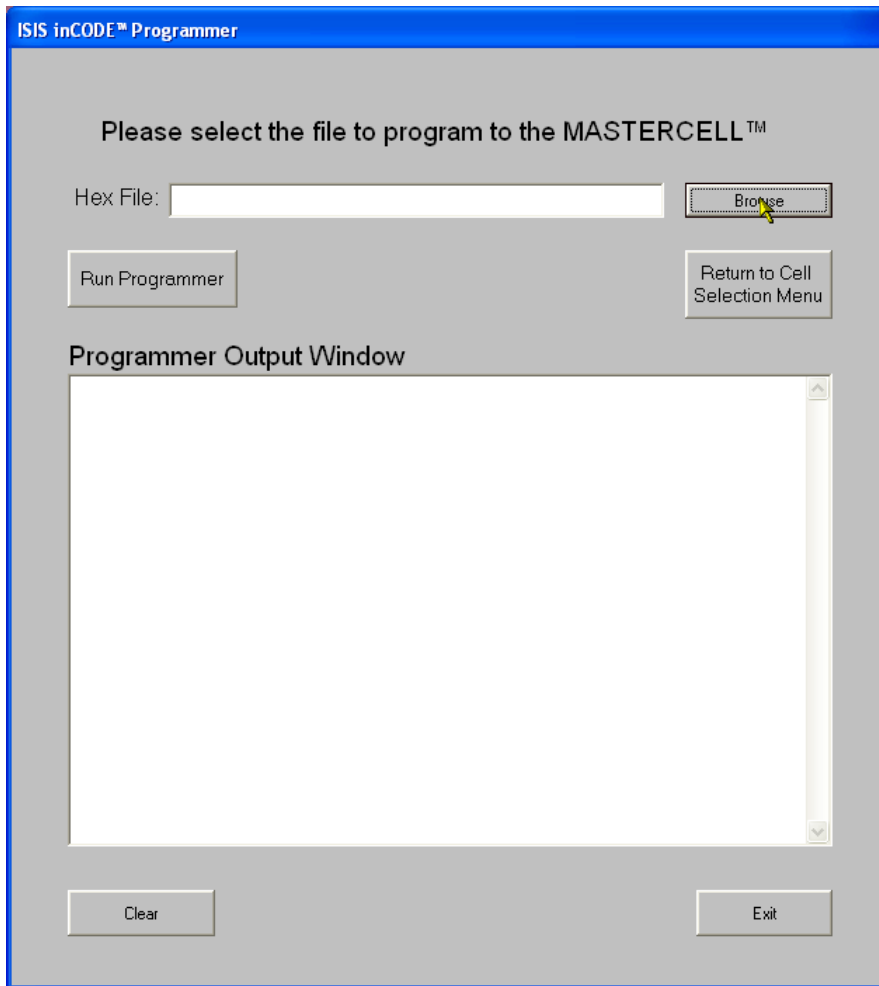 ISIS inCODE™ Programmer
Please select the file to program to the MASTERCELL™
Hex File:
Browse
Run Programmer
Return to Cell
Selection Menu
Programmer Output Window
Clear
Exit